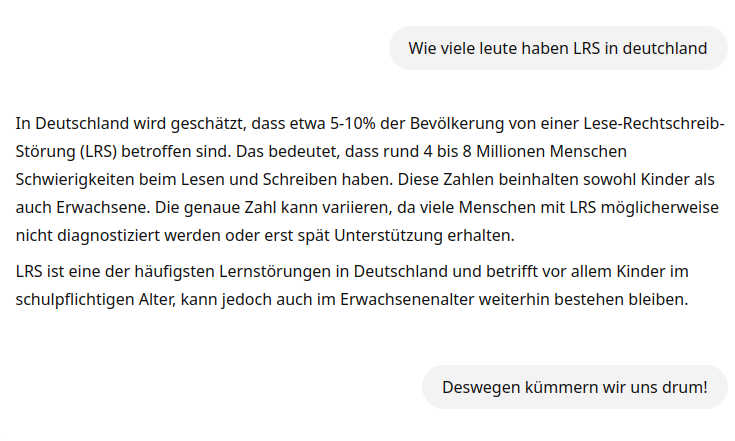 Wie viele leute haben LRS in deutchland
In Deutschland wird geschätzt, dass etwa 5-10% der Bevölkerung von einer Lese-Rechtschreib-
Störung (LRS) betroffen sind. Das bedeutet, dass rund 4 bis 8 Millionen Menschen
Schwierigkeiten beim Lesen und Schreiben haben. Diese Zahlen beinhalten sowohl Kinder als
auch Erwachsene. Die genaue Zahl kann variieren, da viele Menschen mit LRS möglicherweise
nicht diagnostiziert werden oder erst spät Unterstützung erhalten.
LRS ist eine der häufigsten Lernstörungen in Deutschland und betrifft vor allem Kinder im
schulpflichtigen Alter, kann jedoch auch im Erwachsenenalter weiterhin bestehen bleiben.
Deswegen kümmern wir uns drum!